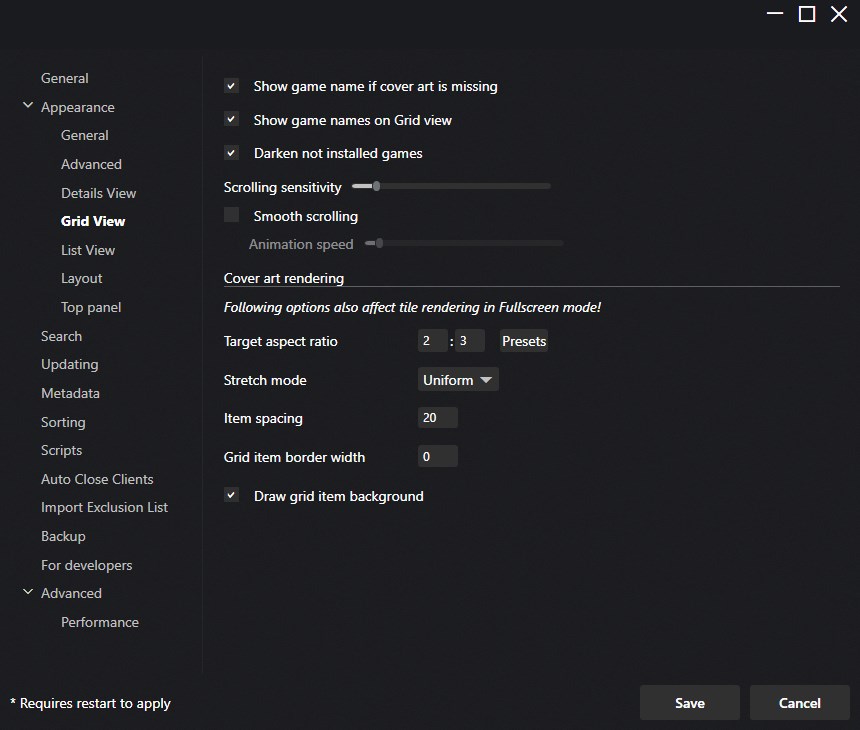 General
Appearance
General
Advanced
Details View
Grid View
List View
Layout
Top panel
Search
Updating
Metadata
Sorting
Scripts
Auto Close Clients
Import Exclusion List
Backup
For developers
Advanced
Performance
Show game name if cover art is missing
Show game names on Grid view
Darken not installed games
Scrolling sensitivity
Smooth scrolling
Animation speed
Cover art rendering
Following options also affect tile rendering in Fullscreen mode!
Target aspect ratio 2 : 3 Presets
Stretch mode Uniform
Item spacing 20
Grid item border width 0
Draw grid item background
* Requires restart to apply
Save Cancel